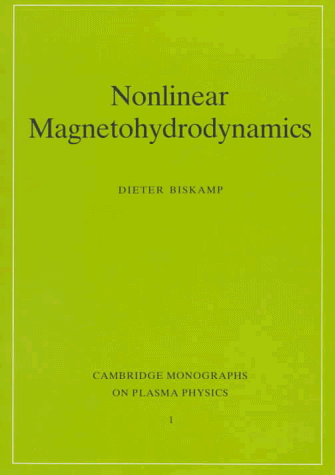 Nonlinear
Magnetohydrodynamics
DIETER BISKAMP
CAMBRIDGE MONOGRAPHS
ON PLASMA PHYSICS
1